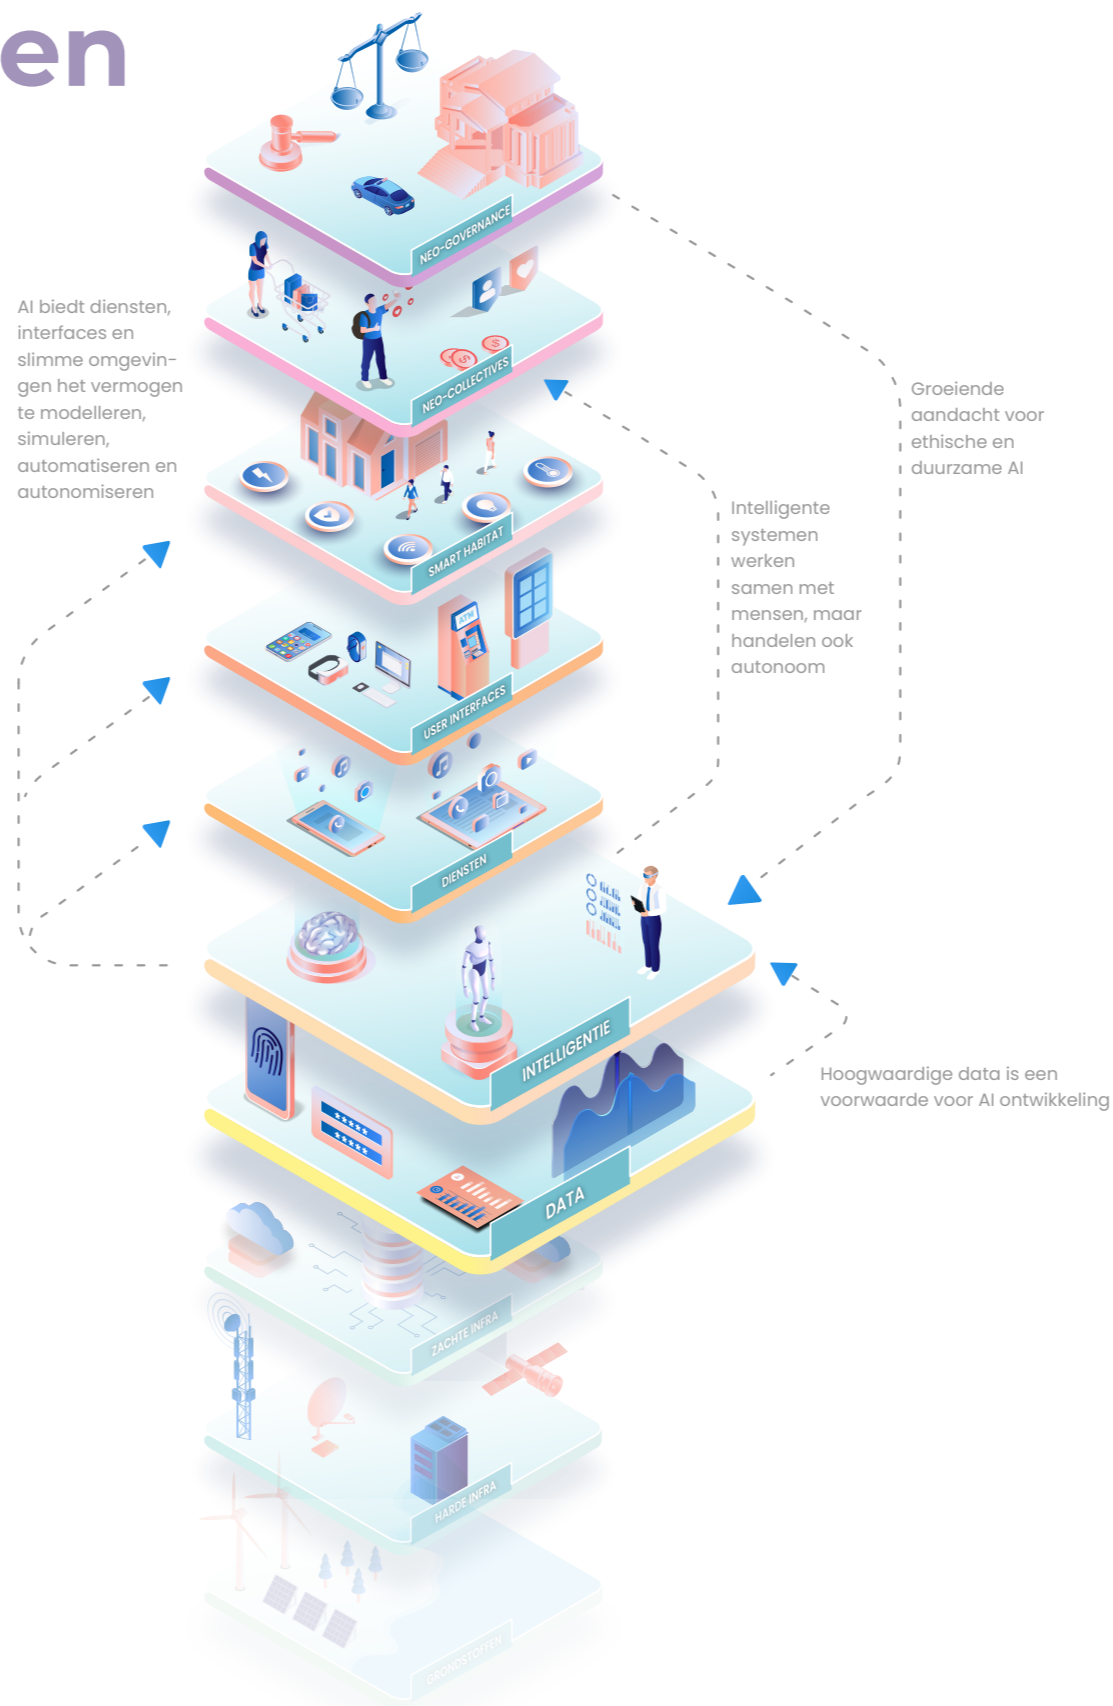 en
NEO-GOVERNANCE
AI biedt diensten,
interfaces en
slimme omgevin-
gen het vermogen
te modelleren,
simuleren,
automatiseren en
autonomiseren
NEO-COLLECTIVES
Groeiende
aandacht voor
ethische en
duurzame AI
Intelligente
systemen
werken
samen met
mensen, maar
handelen ook
autonoom
SMART HABITAT
ATM
USER INTERFACES
DIENSTEN
INTELLIGENTIE
Hoogwaardige data is een
voorwaarde voor AI ontwikkeling
*****
*****
DATA
ZACHTE INFRA
HARDE INFRA
GRONDSTOFFEN